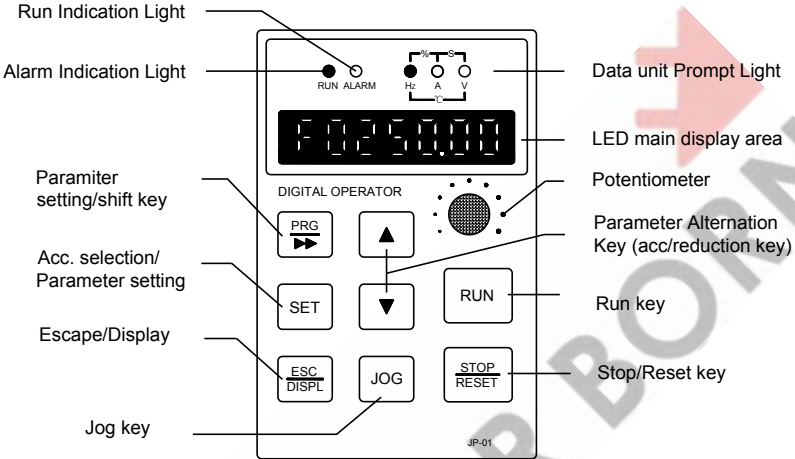 Run Indication Light
Alarm Indication Light
% S
RUN ALARM
Hz A V
℃
Data unit Prompt Light
F0250.00
LED main display area
DIGITAL OPERATOR
Potentiometer
Paramiter
setting/shift key
PRG
Parameter Alternation
Key (acc/reduction key)
Acc. selection/
Parameter setting
SET
RUN
Run key
Escape/Display
ESC
DISPL
JOG
STOP
RESET
Stop/Reset key
Jog key
JP-01
R BORN